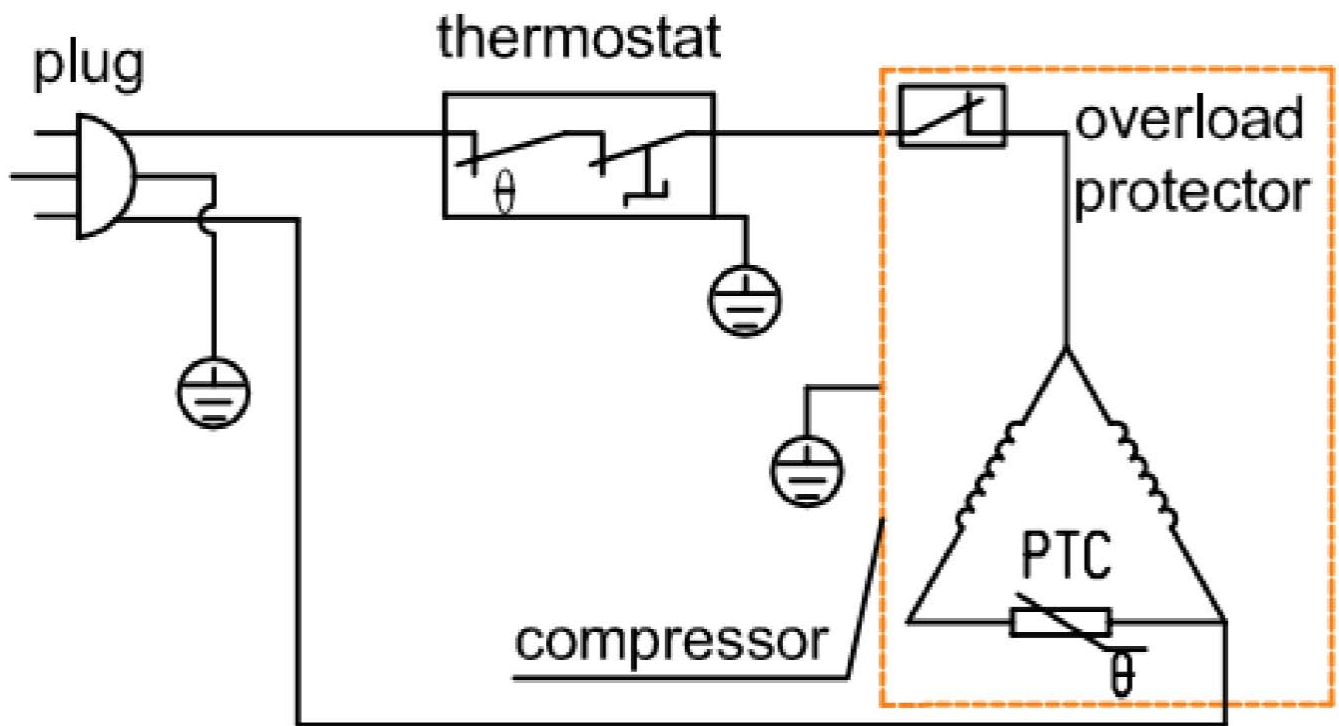 plug
thermostat
θ
overload
protector
PTC
θ
compressor